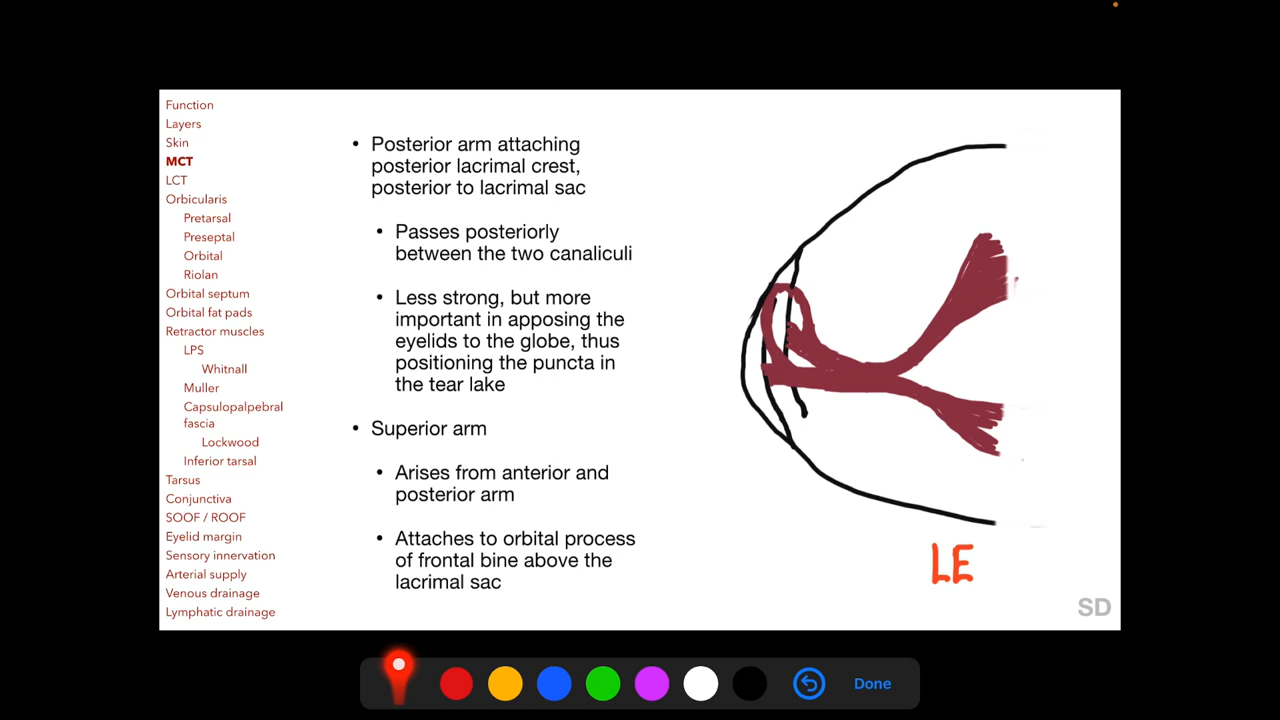 Function
Layers
Skin
MCT
LCT
Orbicularis
Pretarsal
Preseptal
Orbital
Riolan
Orbital septum
Orbital fat pads
Retractor muscles
LPS
Whitnall
Muller
Capsulopalpebral
fascia
Lockwood
Inferior tarsal
Tarsus
Conjunctiva
SOOF / ROOF
Eyelid margin
Sensory innervation
Arterial supply
Venous drainage
Lymphatic drainage
• Posterior arm attaching
posterior lacrimal crest,
posterior to lacrimal sac
• Passes posteriorly
between the two canaliculi
• Less strong, but more
important in apposing the
eyelids to the globe, thus
positioning the puncta in
the tear lake
• Superior arm
• Arises from anterior and
posterior arm
• Attaches to orbital process
of frontal bine above the
lacrimal sac
LE
SD
Done